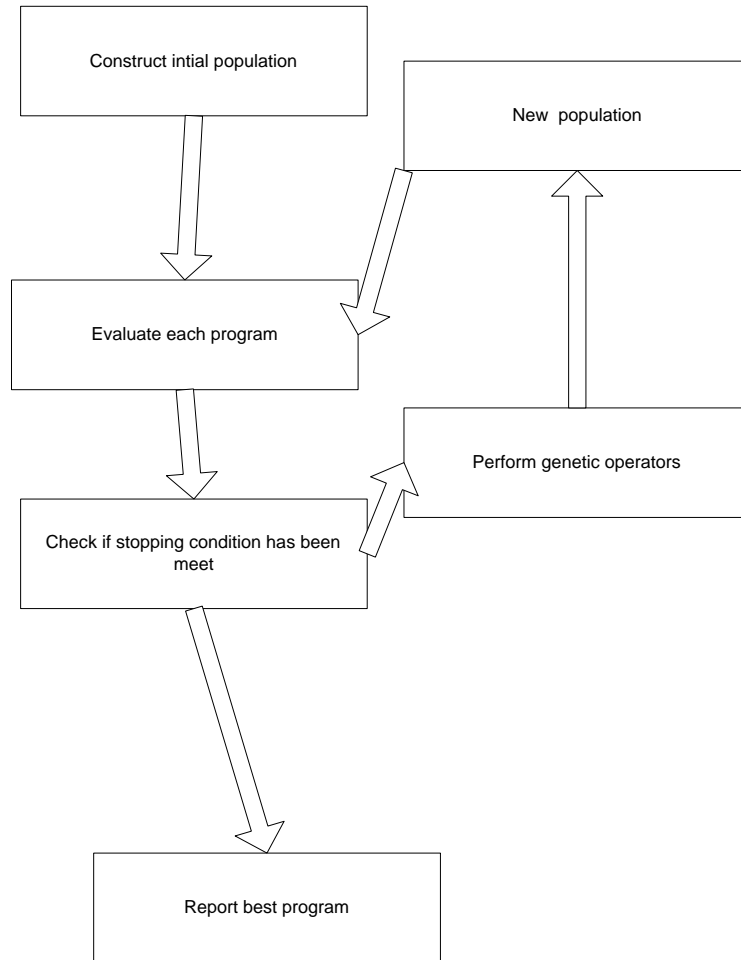 Construct intial population
New  population
Evaluate each program
Perform genetic operators
Check if stopping condition has been
meet
Report best program